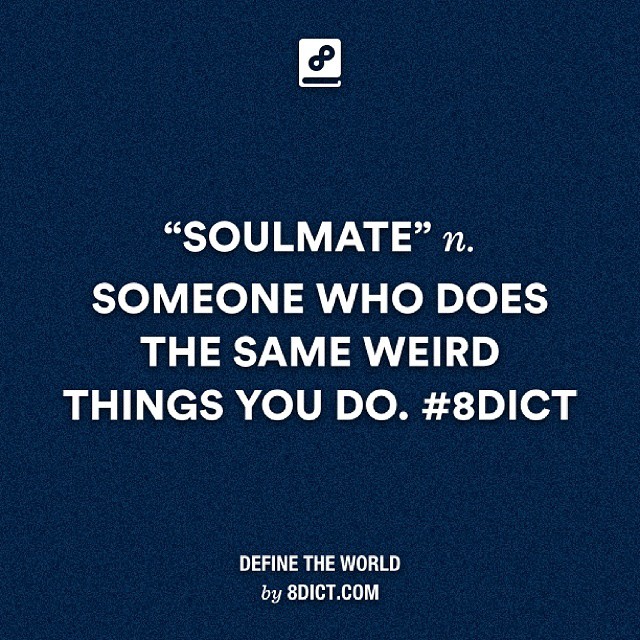 “SOULMATE” n.
SOMEONE WHO DOES
THE SAME WEIRD
THINGS YOU DO. #8DICT
DEFINE THE WORLD
by 8DICT.COM